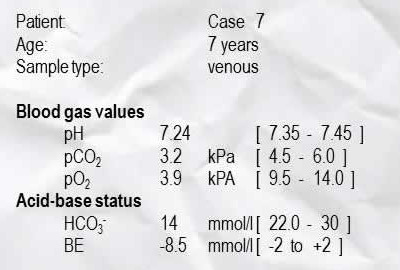 Patient: Case 7
Age: 7 years
Sample type: venous
Blood gas values
pH 7.24 [ 7.35 - 7.45 ]
pCO₂ 3.2 kPa [ 4.5 - 6.0 ]
pO₂ 3.9 kPA [ 9.5 - 14.0 ]
Acid-base status
HCO₃⁻ 14 mmol/l [ 22.0 - 30 ]
BE -8.5 mmol/l [ -2 to +2 ]